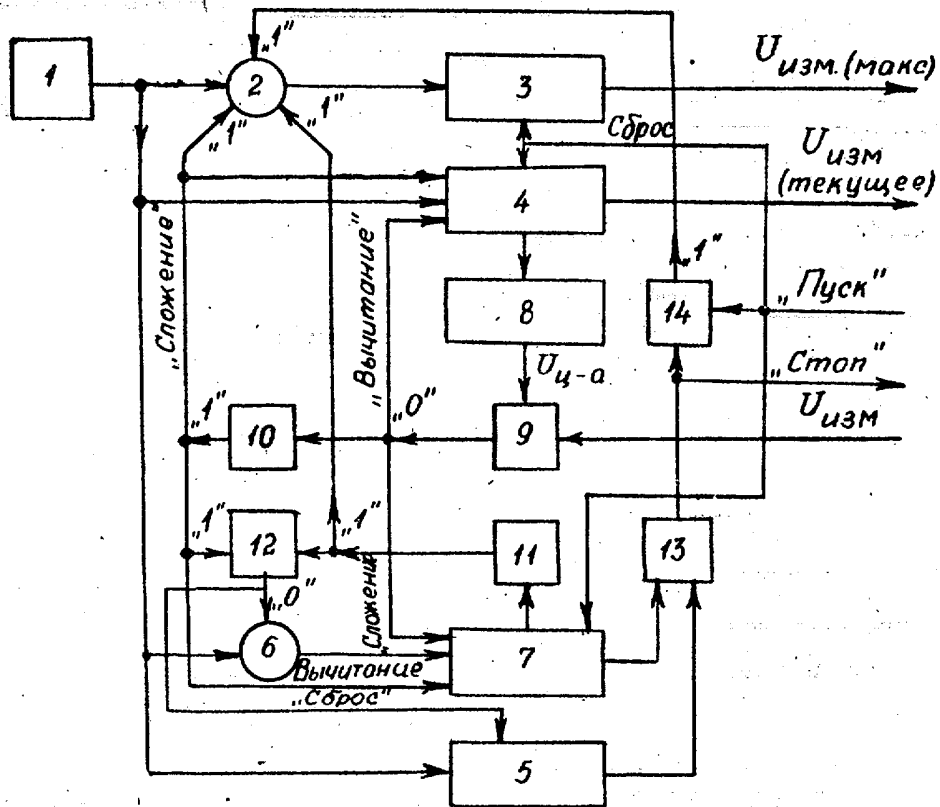 1
„1"
2
3
U изм. (макс)
„1"
„1"
Сброс
U изм (текущее)
4
„Сложение"
„Вычитание"
„1"
8
14
„Пуск"
U ц-а
„Стоп"
U изм
„1"
10
„0"
9
„1"
12
„1"
11
13
„0"
„Сложение
6
Вычитание
7
„Сброс"
5